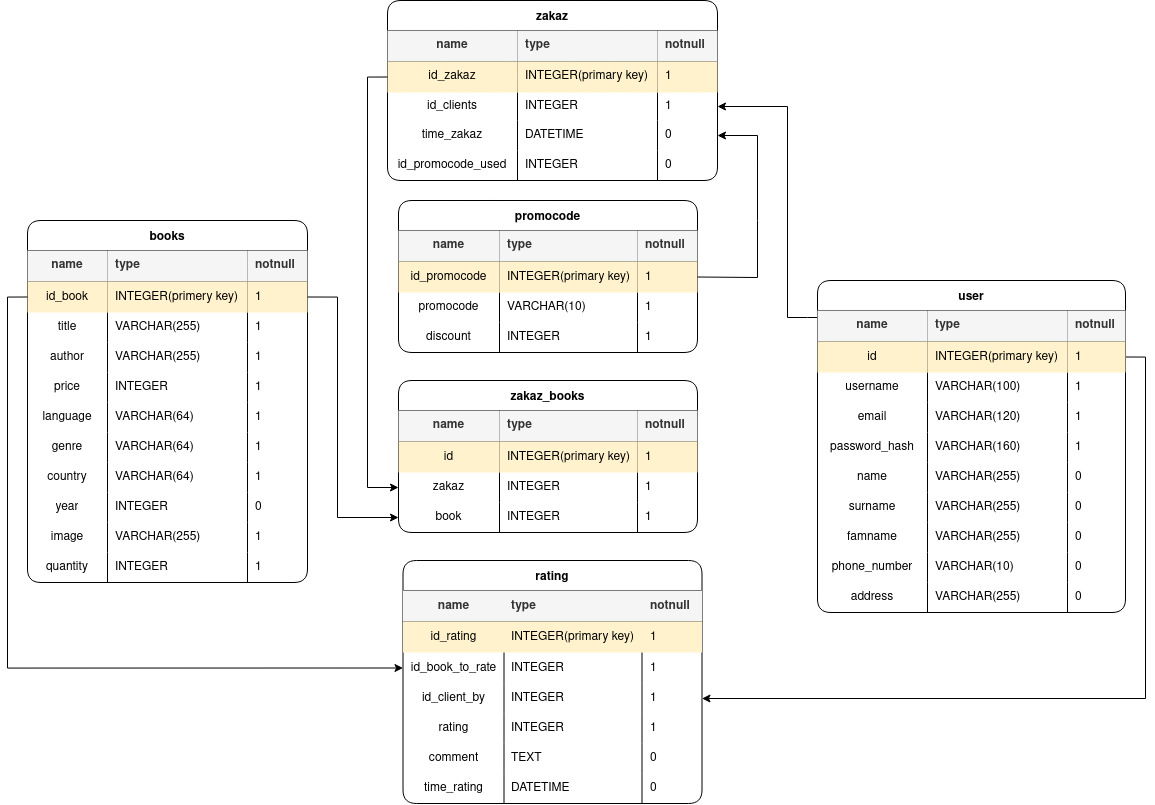 zakaz
name type notnull
id_zakaz INTEGER(primary key) 1
id_clients INTEGER 1
time_zakaz DATETIME 0
id_promocode_used INTEGER 0
promocode
name type notnull
id_promocode INTEGER(primary key) 1
promocode VARCHAR(10) 1
discount INTEGER 1
books
name type notnull
id_book INTEGER(primery key) 1
title VARCHAR(255) 1
author VARCHAR(255) 1
price INTEGER 1
language VARCHAR(64) 1
genre VARCHAR(64) 1
country VARCHAR(64) 1
year INTEGER 0
image VARCHAR(255) 1
quantity INTEGER 1
user
name type notnull
id INTEGER(primary key) 1
username VARCHAR(100) 1
email VARCHAR(120) 1
password_hash VARCHAR(160) 1
name VARCHAR(255) 0
surname VARCHAR(255) 0
famname VARCHAR(255) 0
phone_number VARCHAR(10) 0
address VARCHAR(255) 0
zakaz_books
name type notnull
id INTEGER(primary key) 1
zakaz INTEGER 1
book INTEGER 1
rating
name type notnull
id_rating INTEGER(primary key) 1
id_book_to_rate INTEGER 1
id_client_by INTEGER 1
rating INTEGER 1
comment TEXT 0
time_rating DATETIME 0